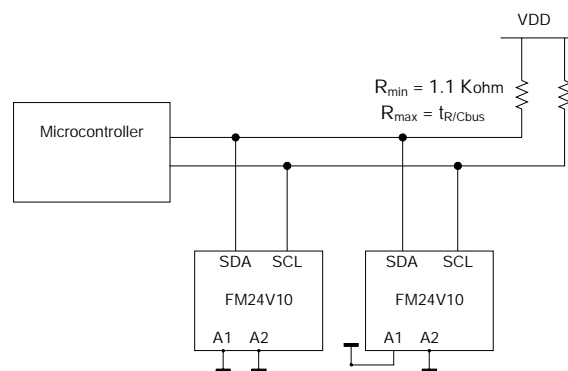 VDD
Rmin = 1.1 Kohm
Rmax = tR/Cbus
Microcontroller
SDA SCL
FM24V10
A1 A2
SDA SCL
FM24V10
A1 A2